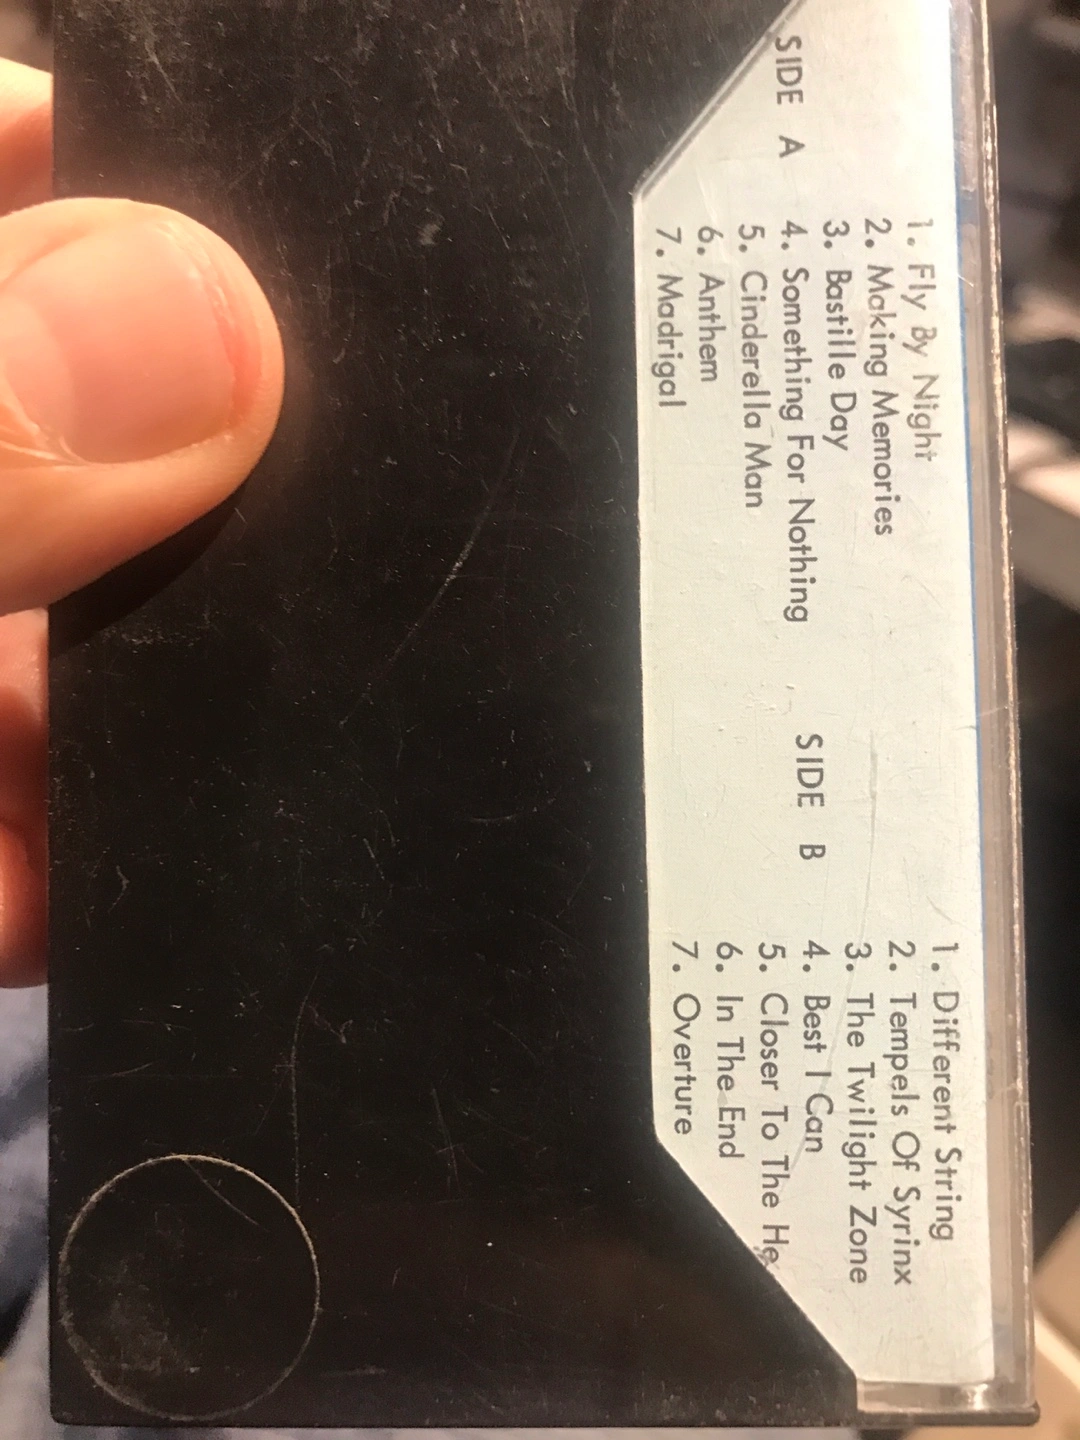 SIDE A
1. Fly By Night
2. Making Memories
3. Bastille Day
4. Something For Nothing
5. Cinderella Man
6. Anthem
7. Madrigal
SIDE B
1. Different String
2. Tempels Of Syrinx
3. The Twilight Zone
4. Best I Can
5. Closer To The He
6. In The End
7. Overture